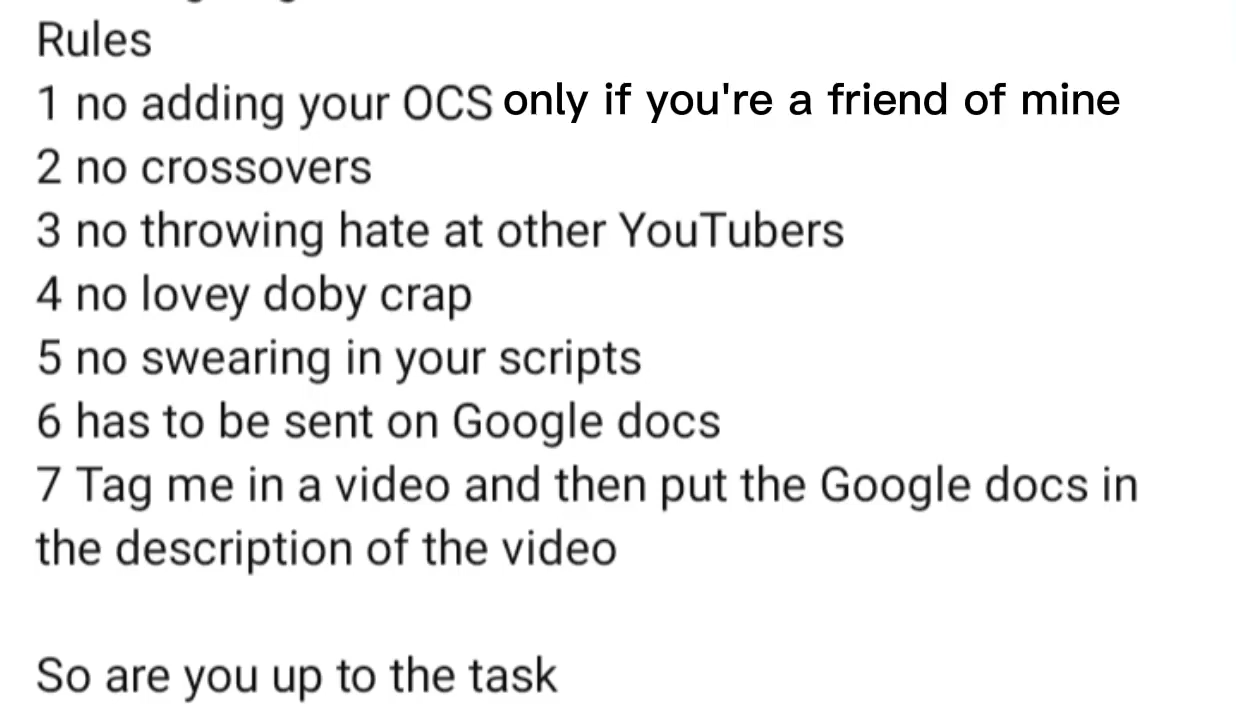 Rules
1 no adding your OCS only if you're a friend of mine
2 no crossovers
3 no throwing hate at other YouTubers
4 no lovey doby crap
5 no swearing in your scripts
6 has to be sent on Google docs
7 Tag me in a video and then put the Google docs in
the description of the video
So are you up to the task